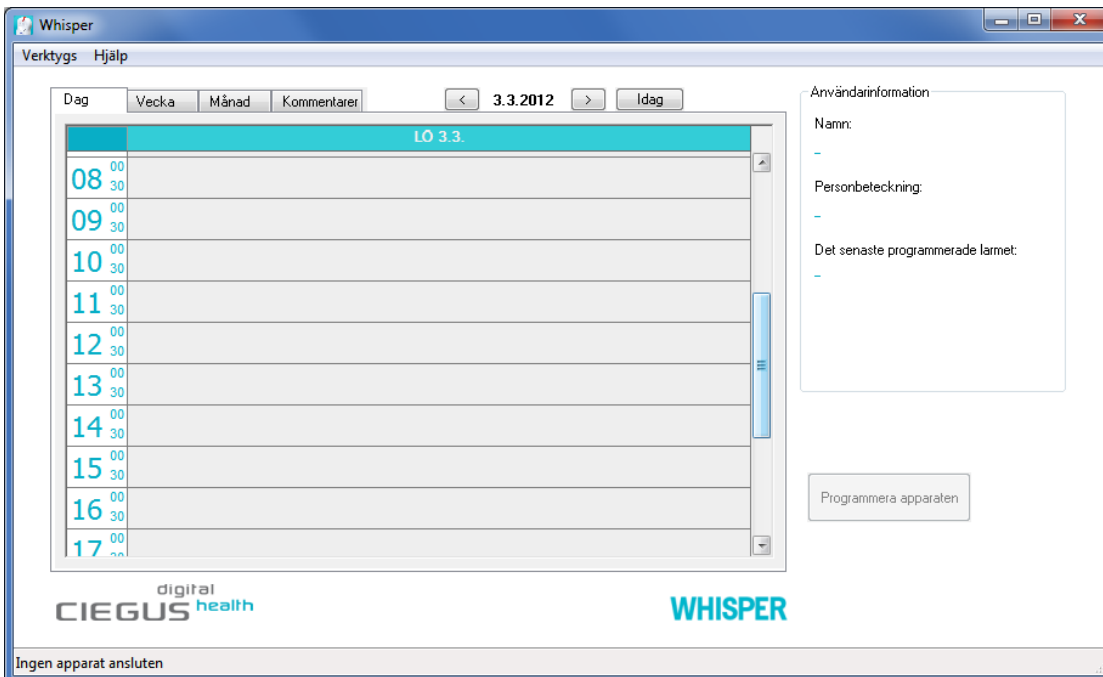 Whisper
Verktygs Hjälp
Dag Vecka Månad Kommentarer < 3.3.2012 > Idag
LÖ 3.3.
08 00 30
09 00 30
10 00 30
11 00 30
12 00 30
13 00 30
14 00 30
15 00 30
16 00 30
17 00 30
Användarinformation
Namn:
-
Personbeteckning:
-
Det senaste programmerade larmet:
-
Programmera apparaten
digital
CIEGUS health
WHISPER
Ingen apparat ansluten